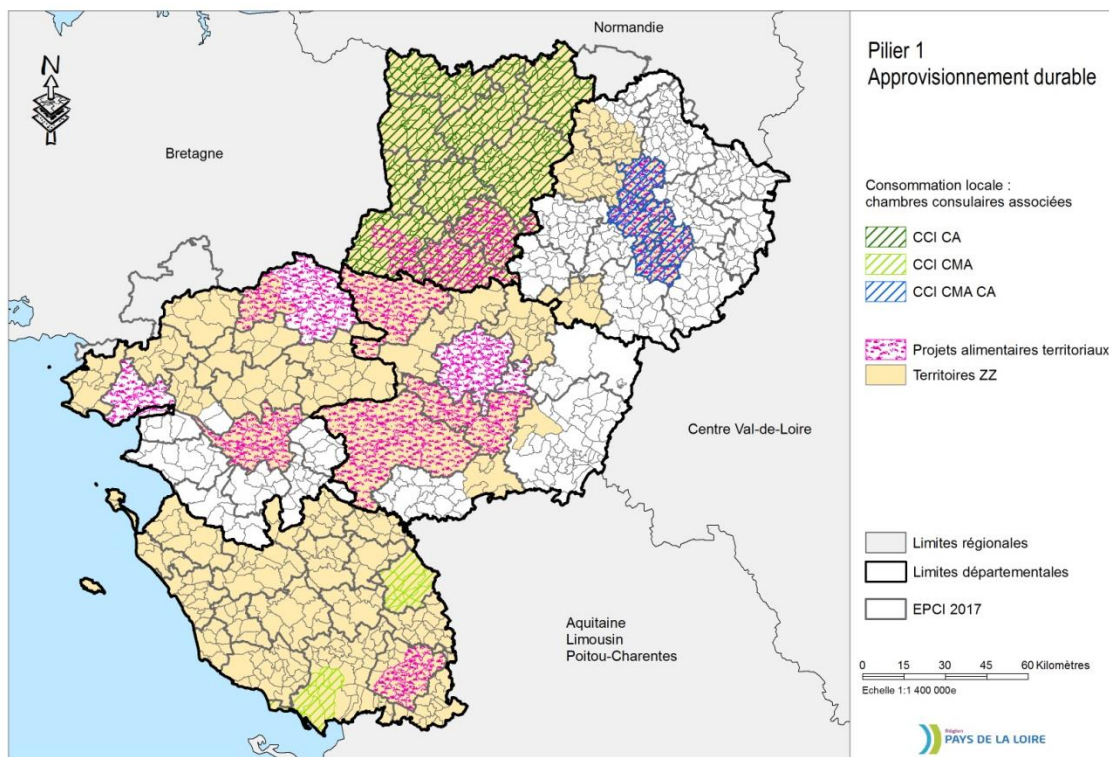 Normandie
Bretagne
Centre Val-de-Loire
Aquitaine
Limousin
Poitou-Charentes
N
Pilier 1
Approvisionnement durable
Consommation locale :
chambres consulaires associées
CCI CA
CCI CMA
CCI CMA CA
Projets alimentaires territoriaux
Territoires ZZ
Limites régionales
Limites départementales
EPCI 2017
0 15 30 45 60 Kilomètres
Echelle 1:1 400 000e
Région
PAYS DE LA LOIRE